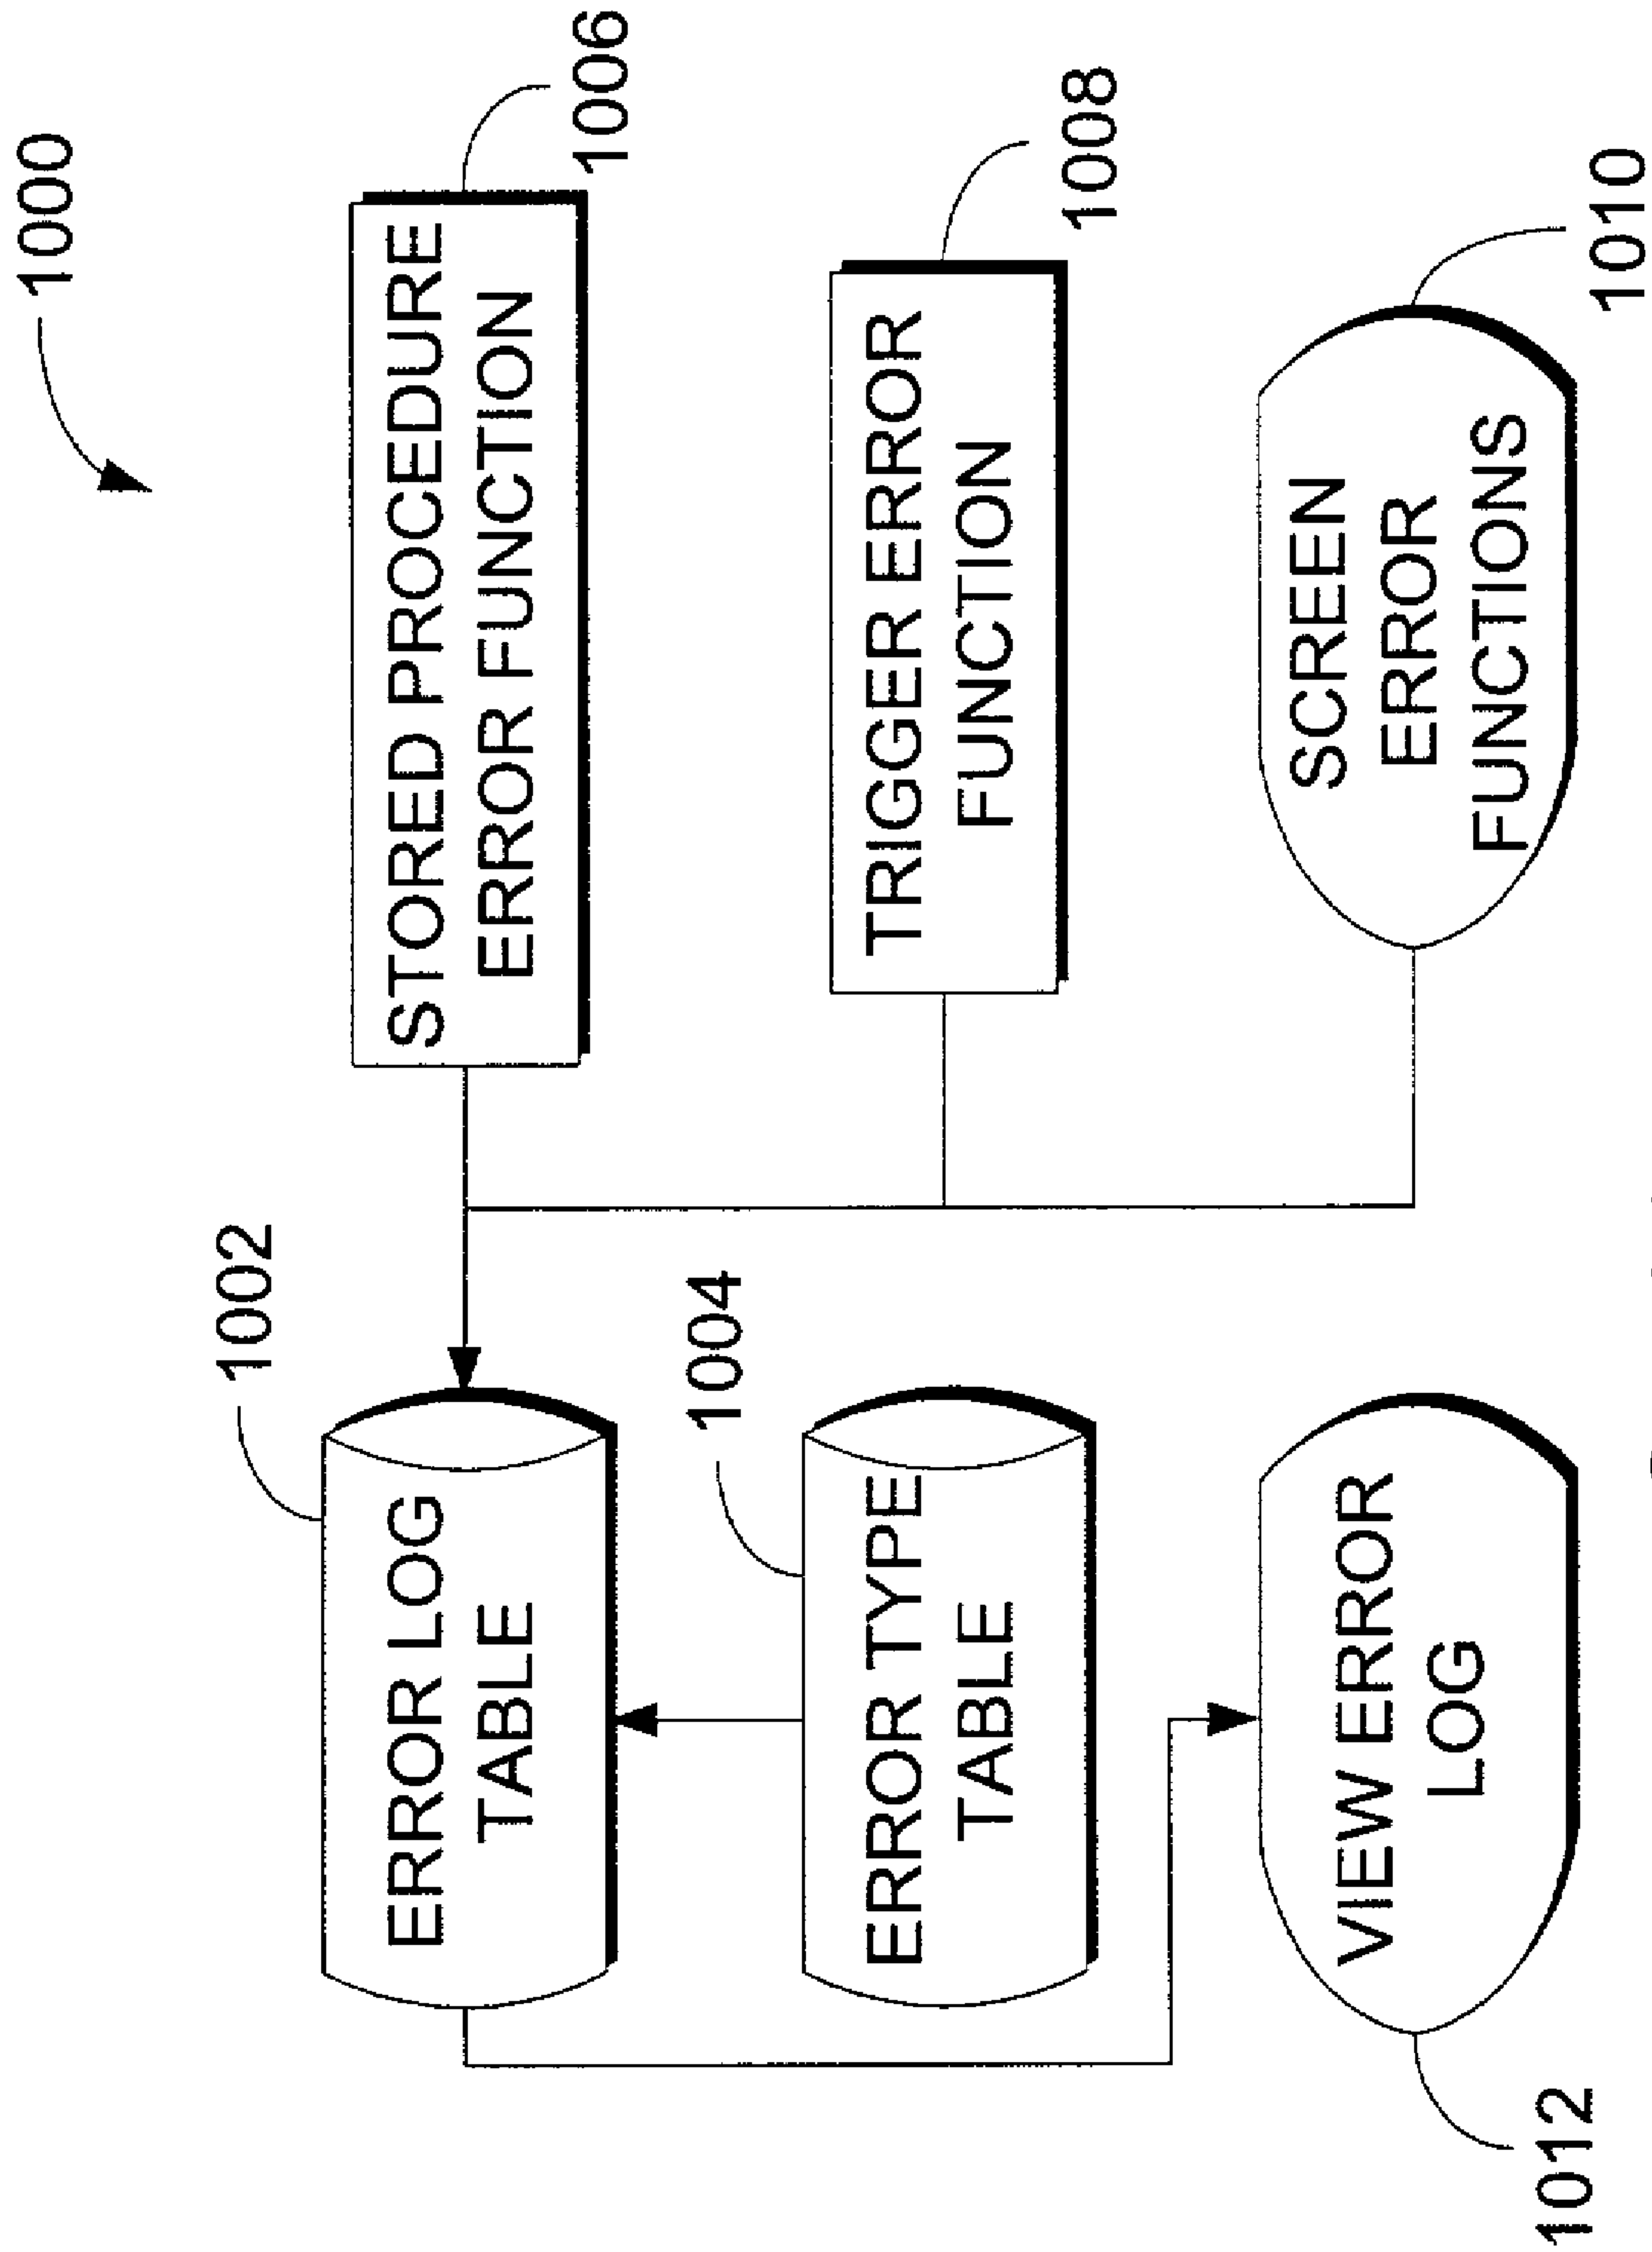 1000
1002
ERROR LOG
TABLE
STORED PROCEDURE
ERROR FUNCTION
1006
1004
ERROR TYPE
TABLE
TRIGGER ERROR
FUNCTION
1008
VIEW ERROR
LOG
1012
SCREEN
ERROR
FUNCTIONS
1010